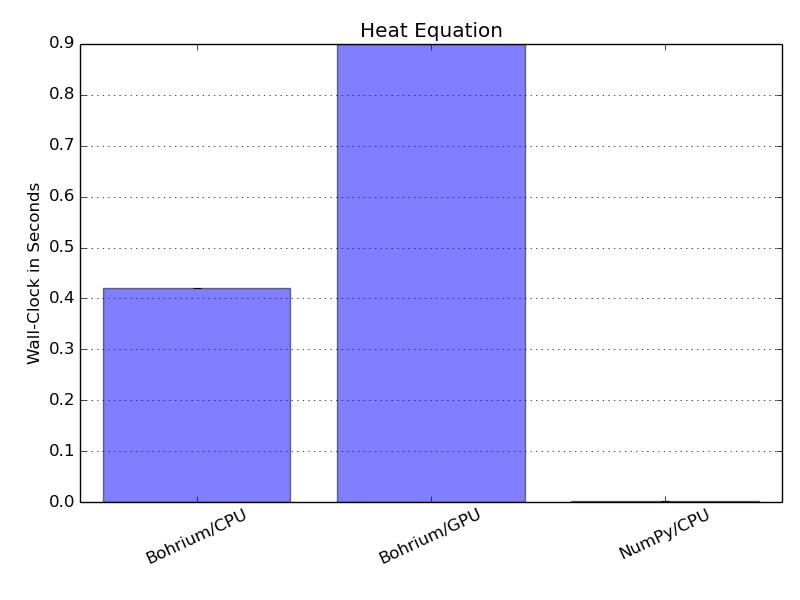 Heat Equation
0.9
0.8
0.7
0.6
0.5
0.4
0.3
0.2
0.1
0.0
Wall-Clock in Seconds
Bohrium/CPU
Bohrium/GPU
NumPy/CPU